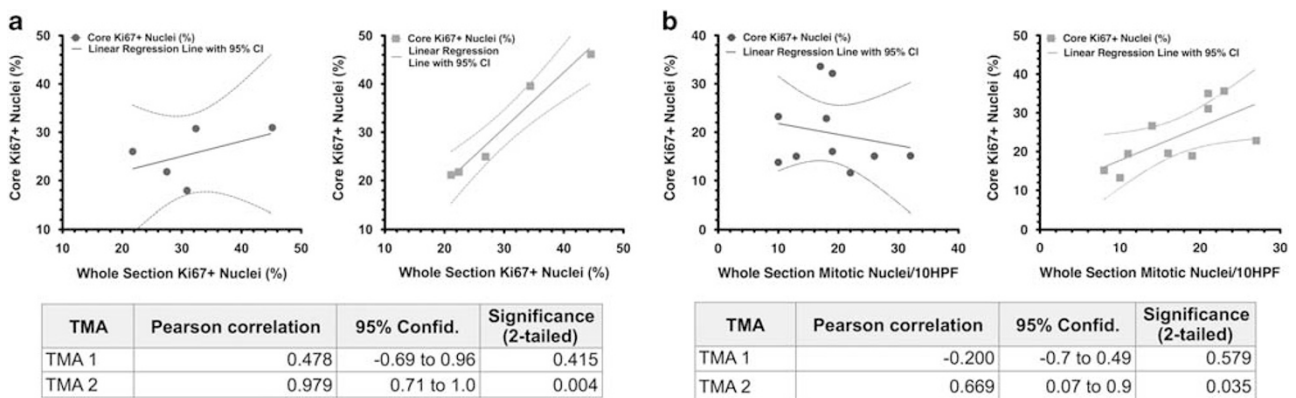 a
Core Ki67+ Nuclei (%)
Linear Regression Line with 95% CI
50
40
30
20
10
10
20
30
40
50
Core Ki67+ Nuclei (%)
Whole Section Ki67+ Nuclei (%)
Core Ki67+ Nuclei (%)
Linear Regression
Line with 95% CI
50
40
30
20
10
10
20
30
40
50
Core Ki67+ Nuclei (%)
Whole Section Ki67+ Nuclei (%)
TMA Pearson correlation 95% Confid. Significance (2-tailed)
TMA 1 0.478 -0.69 to 0.96 0.415
TMA 2 0.979 0.71 to 1.0 0.004
b
Core Ki67+ Nuclei (%)
Linear Regression Line with 95% CI
40
30
20
10
0
0
10
20
30
40
Core Ki67+ Nuclei (%)
Whole Section Mitotic Nuclei/10HPF
Core Ki67+ Nuclei (%)
Linear Regression Line with 95% CI
50
40
30
20
10
0
0
10
20
30
Core Ki67+ Nuclei (%)
Whole Section Mitotic Nuclei/10HPF
TMA Pearson correlation 95% Confid. Significance (2-tailed)
TMA 1 -0.200 -0.7 to 0.49 0.579
TMA 2 0.669 0.07 to 0.9 0.035